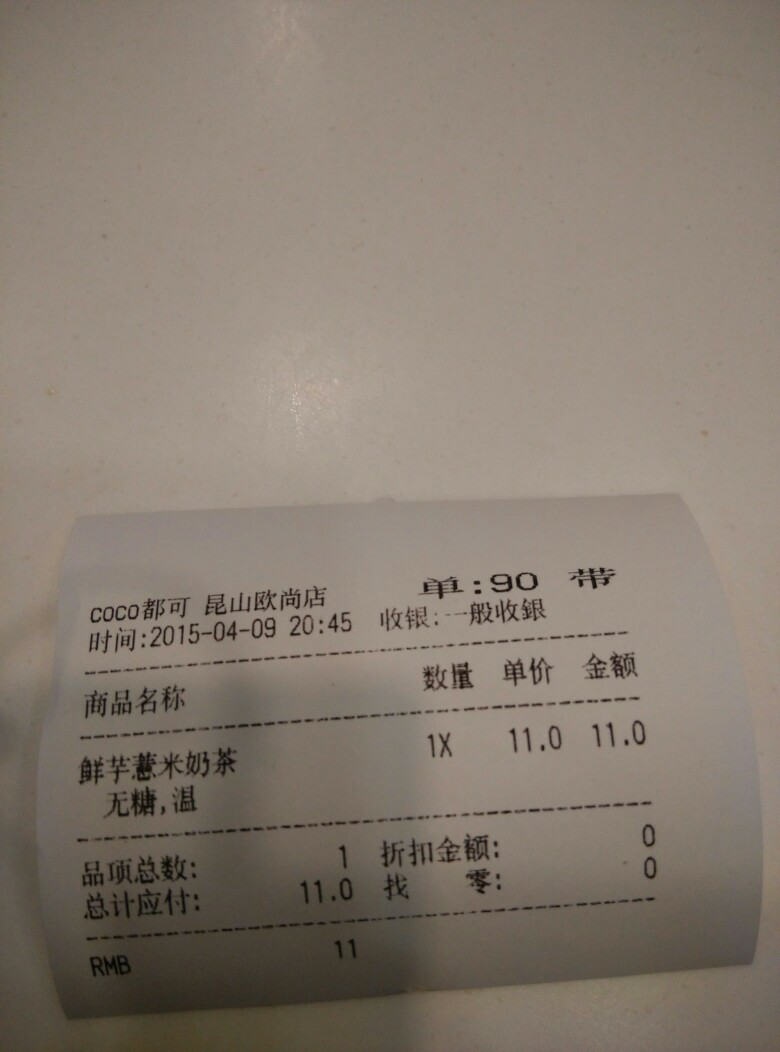 单:90 带
coco都可 昆山欧尚店
时间:2015-04-09 20:45 收银:一般收銀
商品名称 数量 单价 金额
鲜芋薏米奶茶 1X 11.0 11.0
无糖,温
品项总数: 1 折扣金额: 0
总计应付: 11.0 找 零: 0
RMB 11